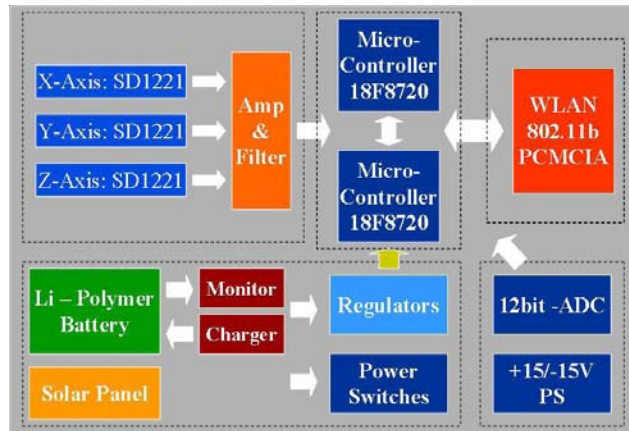 X-Axis: SD1221
Y-Axis: SD1221
Z-Axis: SD1221
Amp
&
Filter
Micro-
Controller
18F8720
Micro-
Controller
18F8720
WLAN
802.11b
PCMCIA
Li – Polymer
Battery
Monitor
Charger
Solar Panel
Regulators
Power
Switches
12bit -ADC
+15/-15V
PS